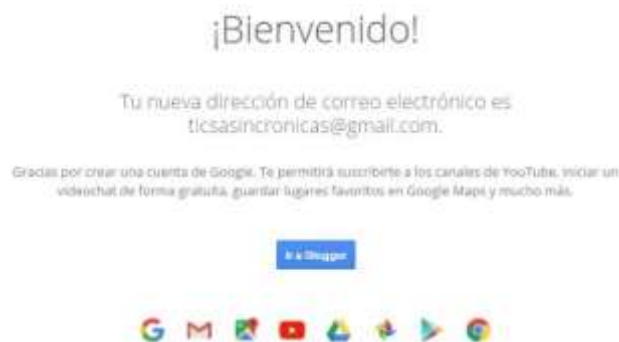 ¡Bienvenido!
Tu nueva dirección de correo electrónico es
ticsasincronicas@gmail.com.
Gracias por crear una cuenta de Google. Te permitirá suscribirte a los canales de YouTube, iniciar un
videochat de forma gratuita, guardar lugares favoritos en Google Maps y mucho más.
Ir a Blogger